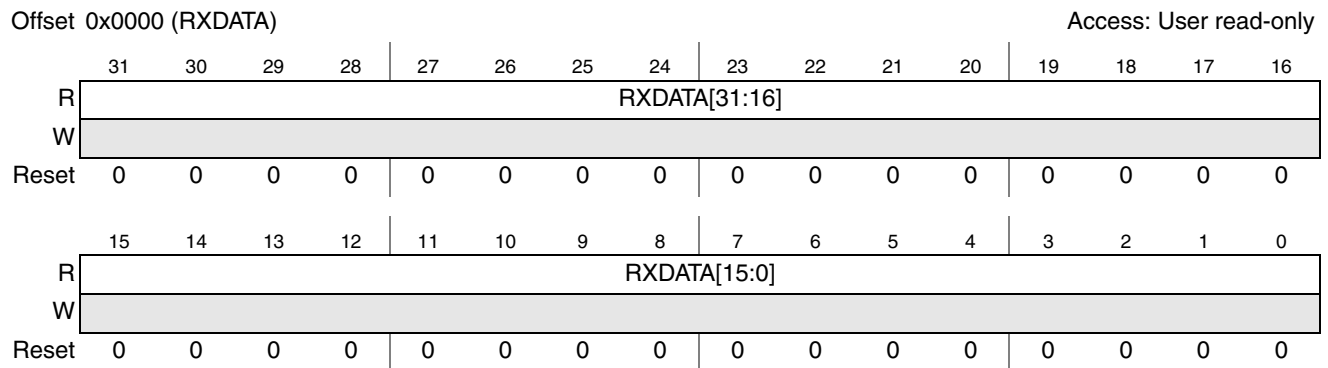 Offset 0x0000 (RXDATA) Access: User read-only
31 30 29 28 27 26 25 24 23 22 21 20 19 18 17 16
R RXDATA[31:16]
W
Reset 0 0 0 0 0 0 0 0 0 0 0 0 0 0 0 0
15 14 13 12 11 10 9 8 7 6 5 4 3 2 1 0
R RXDATA[15:0]
W
Reset 0 0 0 0 0 0 0 0 0 0 0 0 0 0 0 0